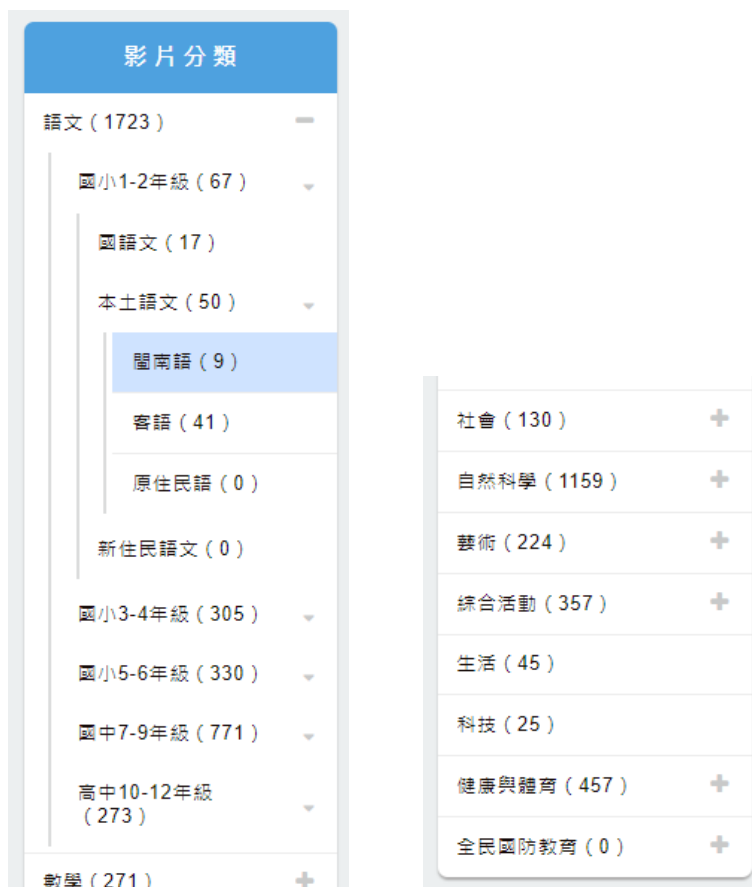 影片分類
語文（1723）
國小1-2年級（67）
國語文（17）
本土語文（50）
閩南語（9）
客語（41）
原住民語（0）
新住民語文（0）
國小3-4年級（305）
國小5-6年級（330）
國中7-9年級（771）
高中10-12年級
（273）
數學（271）
社會（130）
自然科學（1159）
藝術（224）
綜合活動（357）
生活（45）
科技（25）
健康與體育（457）
全民國防教育（0）